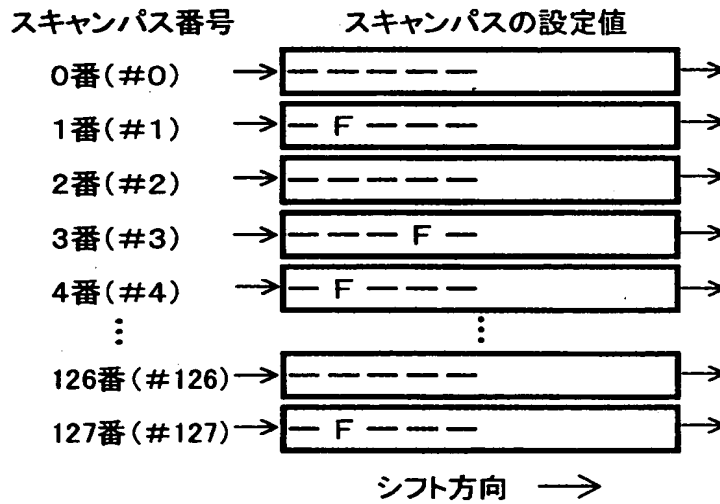 スキャンパス番号 スキャンパスの設定値
0番(#0) → — — — — — →
1番(#1) → — F — — — →
2番(#2) → — — — — — →
3番(#3) → — — — F — →
4番(#4) → — F — — — →
⋮ ⋮
126番(#126) → — — — — — →
127番(#127) → — F — — — →
シフト方向 →